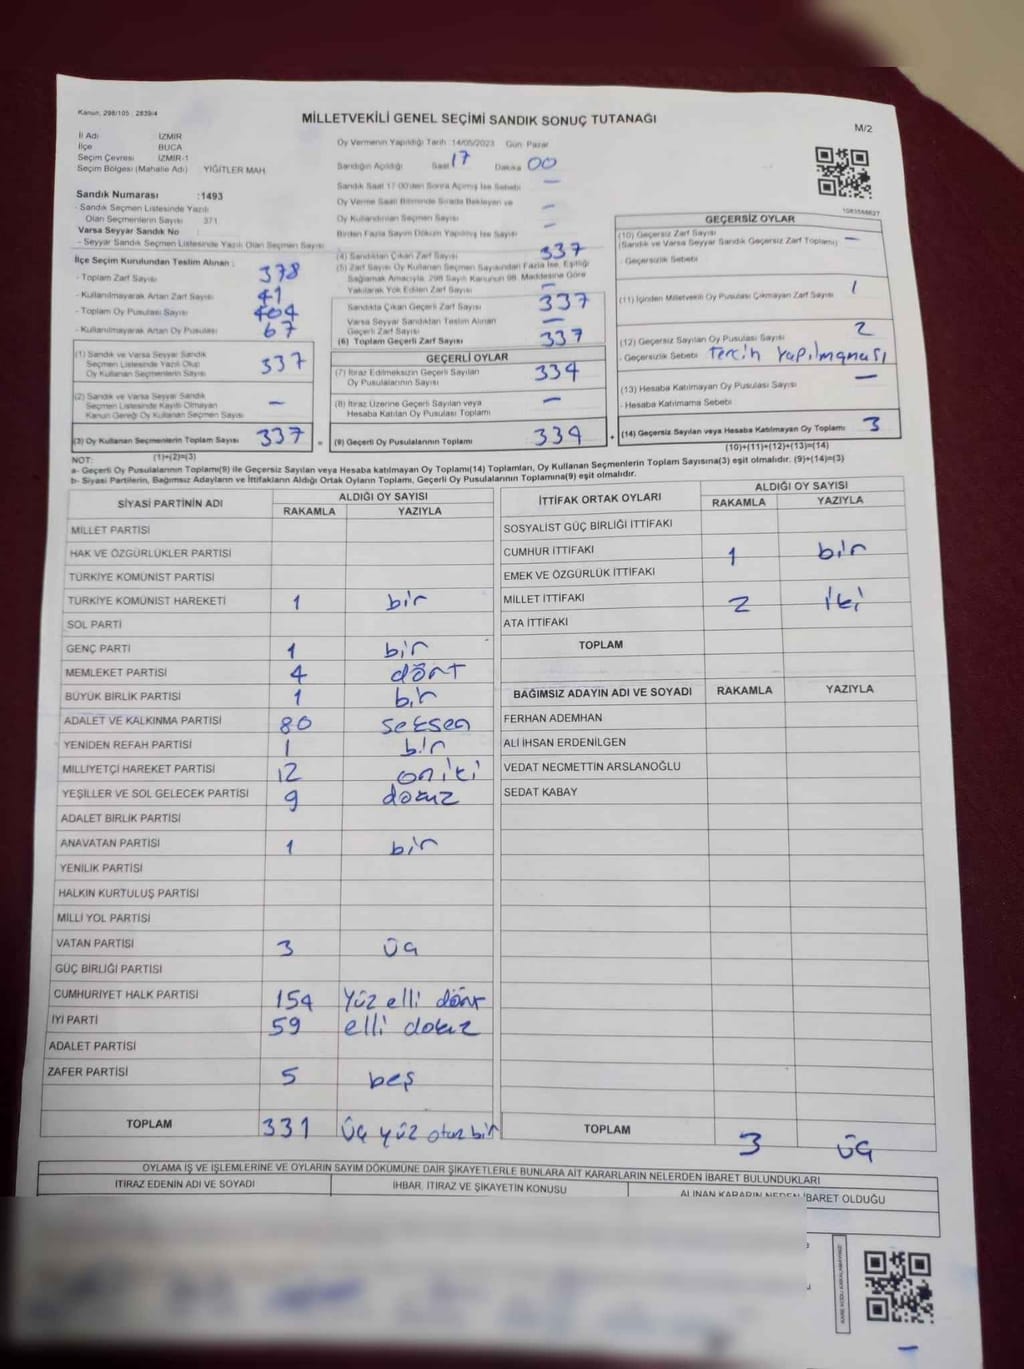 Kanun; 298/105 ; 2839/4
MİLLETVEKİLİ GENEL SEÇİMİ SANDIK SONUÇ TUTANAĞI
M/2
İl Adı : İZMİR
İlçe : BUCA
Seçim Çevresi : İZMİR-1
Seçim Bölgesi (Mahalle Adı) : YİĞİTLER MAH.
Oy Vermenin Yapıldığı Tarih :14/05/2023 Gün Pazar
Sandığın Açıldığı Saat 17 Dakika 00
Sandık Saat 17:00'den Sonra Açılmış İse Sebebi —
Oy Verme Saati Bitiminde Sırada Bekleyen ve
Oy Kullandırılan Seçmen Sayısı —
Birden Fazla Sayım Döküm Yapılmış İse Sayısı —
Sandık Numarası :1493
- Sandık Seçmen Listesinde Yazılı
Olan Seçmenlerin Sayısı : 371
Varsa Seyyar Sandık No :
- Seyyar Sandık Seçmen Listesinde Yazılı Olan Seçmen Sayısı :
İlçe Seçim Kurulundan Teslim Alınan :
- Toplam Zarf Sayısı : 378
- Kullanılmayarak Artan Zarf Sayısı : 41
- Toplam Oy Pusulası Sayısı : 404
- Kullanılmayarak Artan Oy Pusulası : 67
(1) Sandık ve Varsa Seyyar Sandık
Seçmen Listesinde Yazılı Olup
Oy Kullanan Seçmenlerin Sayısı 337
(2) Sandık ve Varsa Seyyar Sandık
Seçmen Listesinde Kayıtlı Olmayan
Kanun Gereği Oy Kullanan Seçmen Sayısı —
(3) Oy Kullanan Seçmenlerin Toplam Sayısı 337
(1)+(2)=(3)
(4) Sandıktan Çıkan Zarf Sayısı 337
(5) Zarf Sayısı Oy Kullanan Seçmen Sayısından Fazla İse, Eşitliği
Sağlamak Amacıyla, 298 Sayılı Kanunun 98. Maddesine Göre
Yakılarak Yok Edilen Zarf Sayısı —
Sandıkta Çıkan Geçerli Zarf Sayısı 337
Varsa Seyyar Sandıktan Teslim Alınan
Geçerli Zarf Sayısı —
(6) Toplam Geçerli Zarf Sayısı 337
GEÇERLİ OYLAR
(7) İtiraz Edilmeksizin Geçerli Sayılan
Oy Pusulalarının Sayısı 334
(8) İtiraz Üzerine Geçerli Sayılan veya
Hesaba Katılan Oy Pusulası Toplamı —
(9) Geçerli Oy Pusulalarının Toplamı 334
GEÇERSİZ OYLAR
(10) Geçersiz Zarf Sayısı
(Sandık ve Varsa Seyyar Sandık Geçersiz Zarf Toplamı) —
- Geçersizlik Sebebi :
(11) İçinden Milletvekili Oy Pusulası Çıkmayan Zarf Sayısı 1
(12) Geçersiz Sayılan Oy Pusulası Sayısı 2
- Geçersizlik Sebebi : Tercih yapılmaması
(13) Hesaba Katılmayan Oy Pusulası Sayısı —
- Hesaba Katılmama Sebebi :
(14) Geçersiz Sayılan veya Hesaba Katılmayan Oy Toplamı 3
(10)+(11)+(12)+(13)=(14)
NOT:
a- Geçerli Oy Pusulalarının Toplamı(9) ile Geçersiz Sayılan veya Hesaba katılmayan Oy Toplamı(14) Toplamları, Oy Kullanan Seçmenlerin Toplam Sayısına(3) eşit olmalıdır. (9)+(14)=(3)
b- Siyasi Partilerin, Bağımsız Adayların ve İttifakların Aldığı Ortak Oyların Toplamı, Geçerli Oy Pusulalarının Toplamına(9) eşit olmalıdır.
SİYASİ PARTİNİN ADI ALDIĞI OY SAYISI
RAKAMLA YAZIYLA
MİLLET PARTİSİ
HAK VE ÖZGÜRLÜKLER PARTİSİ
TÜRKİYE KOMÜNİST PARTİSİ
TÜRKİYE KOMÜNİST HAREKETİ 1 bir
SOL PARTİ
GENÇ PARTİ 1 bir
MEMLEKET PARTİSİ 4 dört
BÜYÜK BİRLİK PARTİSİ 1 bir
ADALET VE KALKINMA PARTİSİ 80 seksen
YENİDEN REFAH PARTİSİ 1 bir
MİLLİYETÇİ HAREKET PARTİSİ 12 oniki
YEŞİLLER VE SOL GELECEK PARTİSİ 9 dokuz
ADALET BİRLİK PARTİSİ
ANAVATAN PARTİSİ 1 bir
YENİLİK PARTİSİ
HALKIN KURTULUŞ PARTİSİ
MİLLİ YOL PARTİSİ
VATAN PARTİSİ 3 üç
GÜÇ BİRLİĞİ PARTİSİ
CUMHURİYET HALK PARTİSİ 154 yüz elli dört
İYİ PARTİ 59 elli dokuz
ADALET PARTİSİ
ZAFER PARTİSİ 5 beş
TOPLAM 331 üç yüz otuz bir
İTTİFAK ORTAK OYLARI ALDIĞI OY SAYISI
RAKAMLA YAZIYLA
SOSYALİST GÜÇ BİRLİĞİ İTTİFAKI
CUMHUR İTTİFAKI 1 bir
EMEK VE ÖZGÜRLÜK İTTİFAKI
MİLLET İTTİFAKI 2 iki
ATA İTTİFAKI
TOPLAM
BAĞIMSIZ ADAYIN ADI VE SOYADI RAKAMLA YAZIYLA
FERHAN ADEMHAN
ALİ İHSAN ERDENİLGEN
VEDAT NECMETTİN ARSLANOĞLU
SEDAT KABAY
TOPLAM 3 üç
OYLAMA İŞ VE İŞLEMLERİNE VE OYLARIN SAYIM DÖKÜMÜNE DAİR ŞİKAYETLERLE BUNLARA AİT KARARLARIN NELERDEN İBARET BULUNDUKLARI
İTİRAZ EDENİN ADI VE SOYADI İHBAR, İTİRAZ VE ŞİKAYETİN KONUSU ALINAN KARARIN NEDEN İBARET OLDUĞU